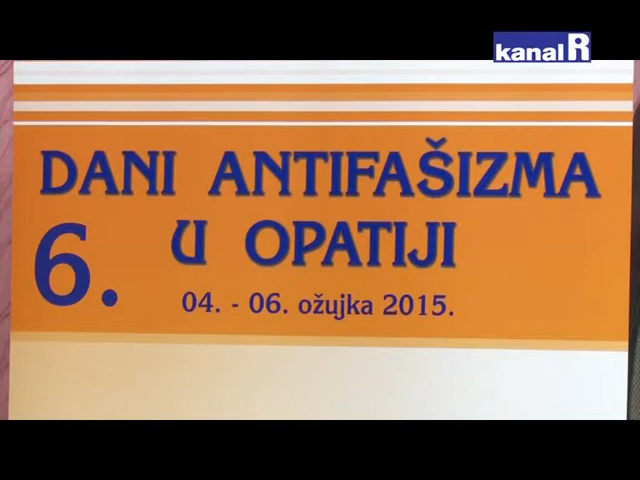 kanal R
DANI ANTIFAŠIZMA
6. U OPATIJI
04. - 06. ožujka 2015.